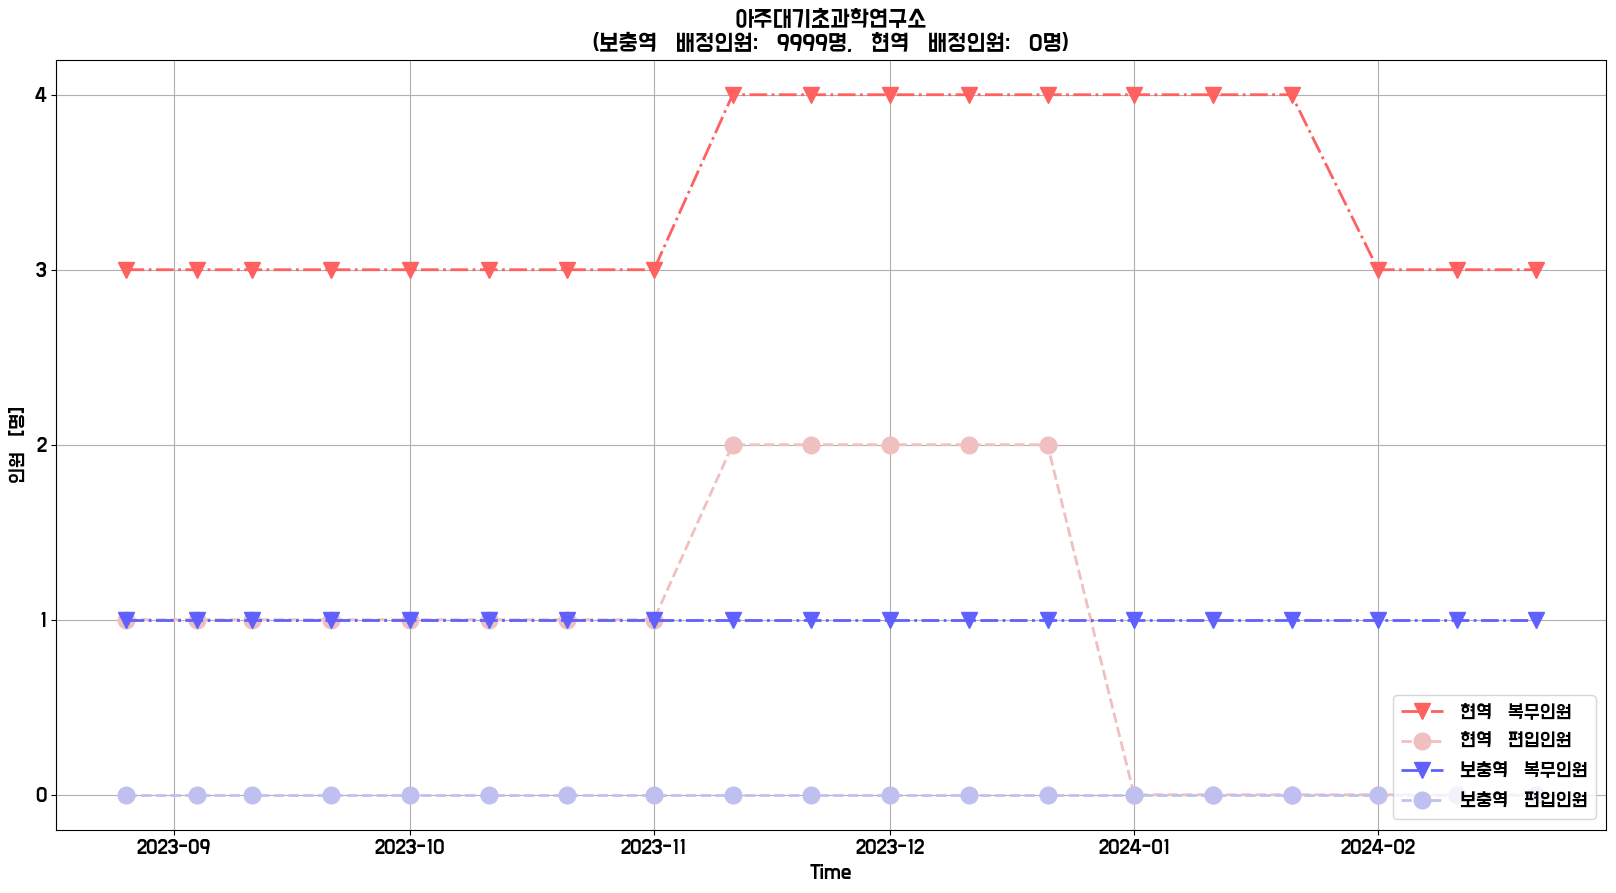 아주대기초과학연구소
(보충역 배정인원: 9999명, 현역 배정인원: 0명)
인원 [명]
4
3
2
1
0
2023-09
2023-10
2023-11
2023-12
2024-01
2024-02
Time
현역 복무인원
현역 편입인원
보충역 복무인원
보충역 편입인원